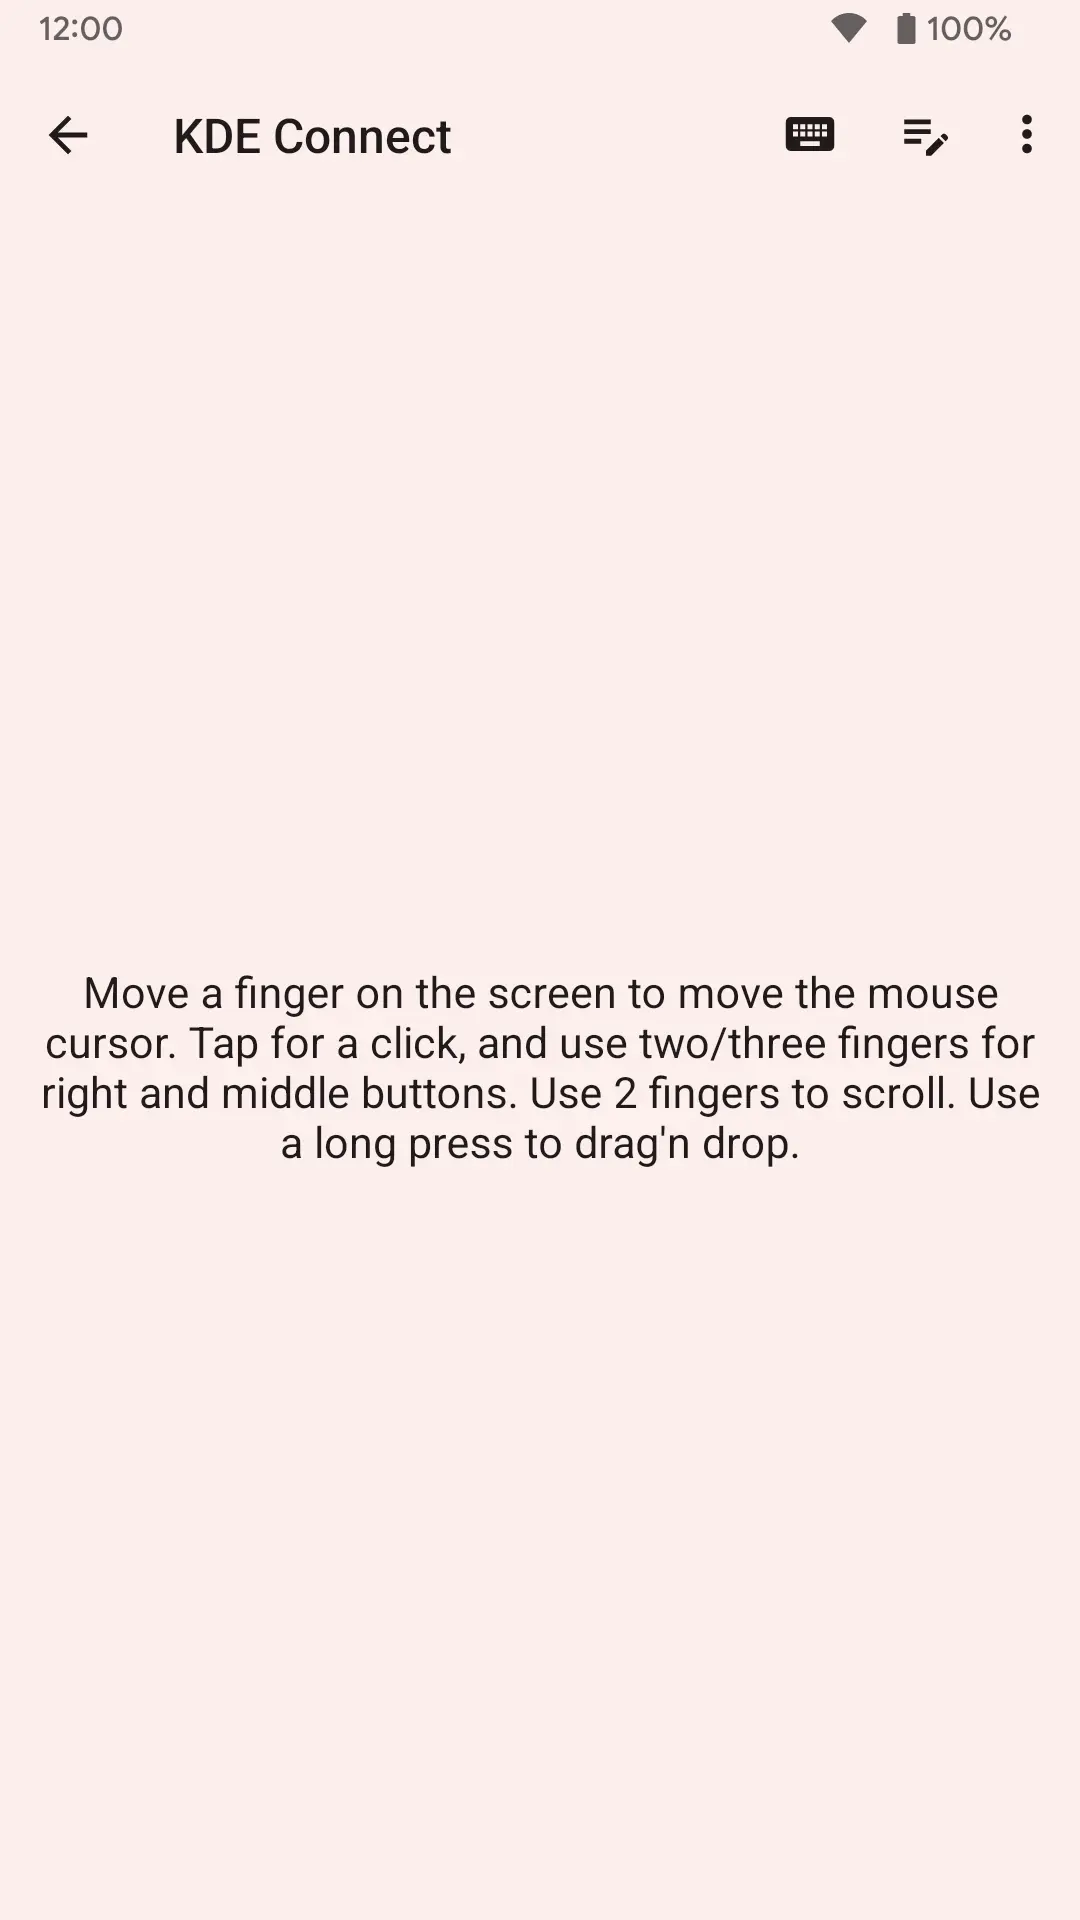 12:00
100%
KDE Connect
Move a finger on the screen to move the mouse
cursor. Tap for a click, and use two/three fingers for
right and middle buttons. Use 2 fingers to scroll. Use
a long press to drag'n drop.